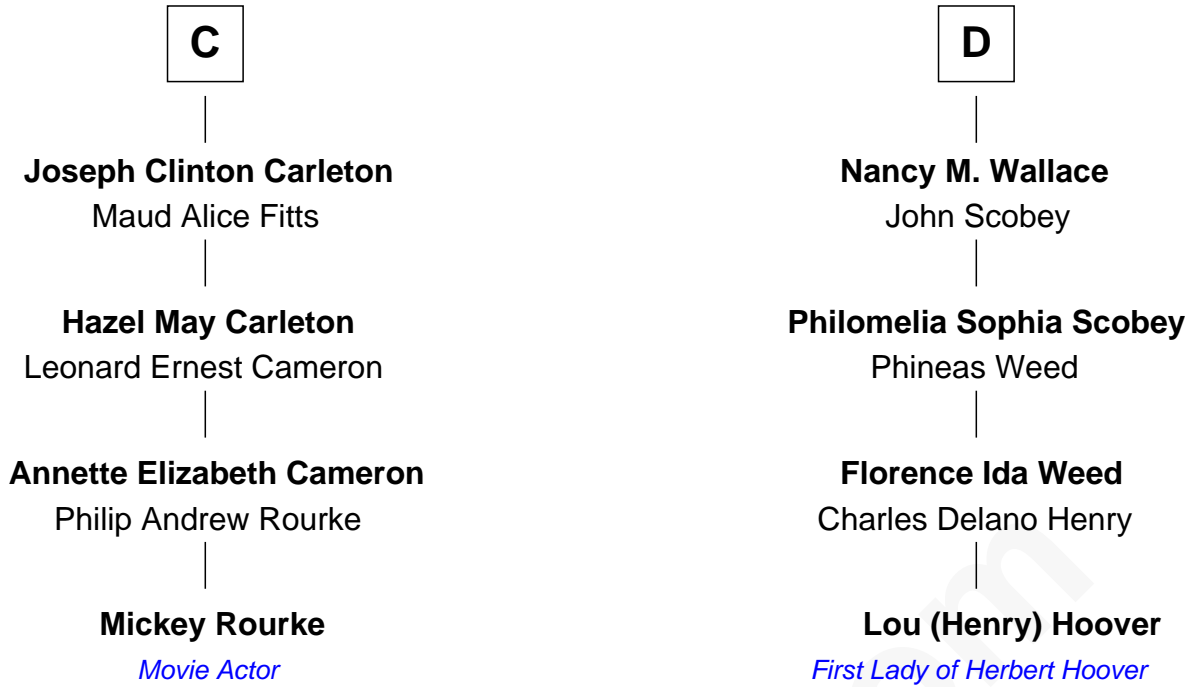 C
Joseph Clinton Carleton
Maud Alice Fitts
Hazel May Carleton
Leonard Ernest Cameron
Annette Elizabeth Cameron
Philip Andrew Rourke
Mickey Rourke
Movie Actor
D
Nancy M. Wallace
John Scobey
Philomelia Sophia Scobey
Phineas Weed
Florence Ida Weed
Charles Delano Henry
Lou (Henry) Hoover
First Lady of Herbert Hoover